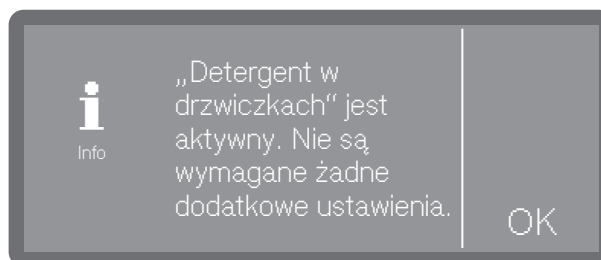 „Detergent w
drzwiczkach“ jest
aktywny. Nie są
wymagane żadne
dodatkowe ustawienia.
Info
OK